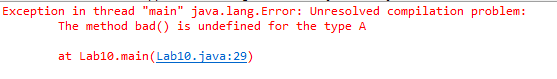 Exception in thread "main" java.lang.Error: Unresolved compilation problem:
The method bad() is undefined for the type A
at Lab10.main(Lab10.java:29)